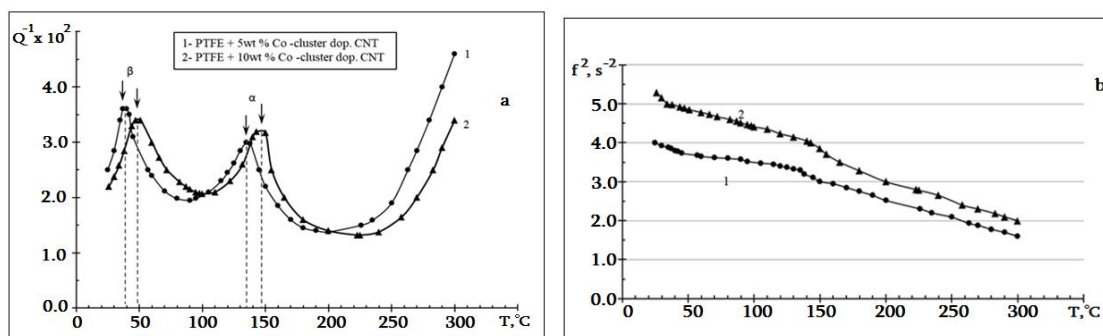 Q⁻¹ x 10²
1- PTFE + 5wt % Co -cluster dop. CNT
2- PTFE + 10wt % Co -cluster dop. CNT
β
α
a
1
2
4.0
3.0
2.0
1.0
0.0
0 50 100 150 200 250 300 T,°C
f², s⁻²
b
5.0
4.0
3.0
2.0
1.0
0.0
2
1
0 50 100 150 200 250 300 T,°C